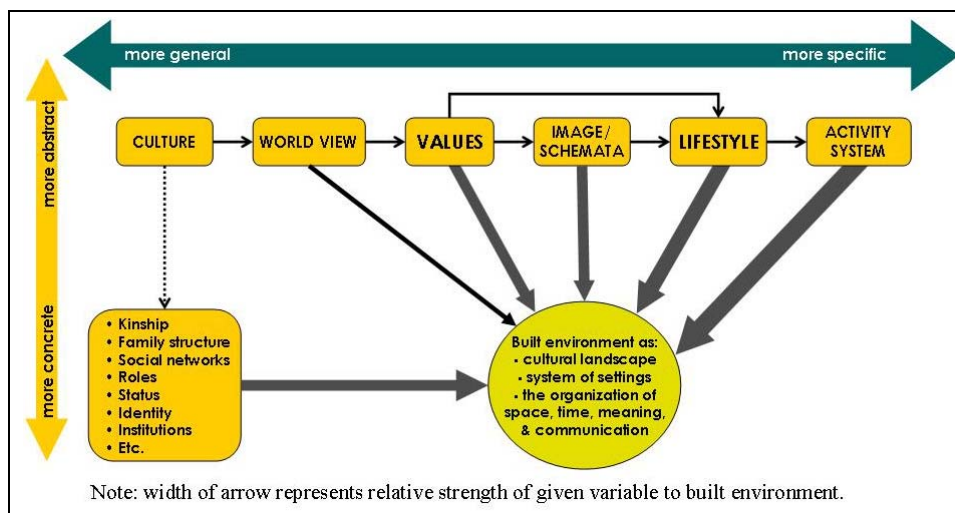 more general
more specific
more abstract
more concrete
CULTURE
WORLD VIEW
VALUES
IMAGE/
SCHEMATA
LIFESTYLE
ACTIVITY
SYSTEM
• Kinship
• Family structure
• Social networks
• Roles
• Status
• Identity
• Institutions
• Etc.
Built environment as:
• cultural landscape
• system of settings
• the organization of
space, time, meaning,
& communication
Note: width of arrow represents relative strength of given variable to built environment.